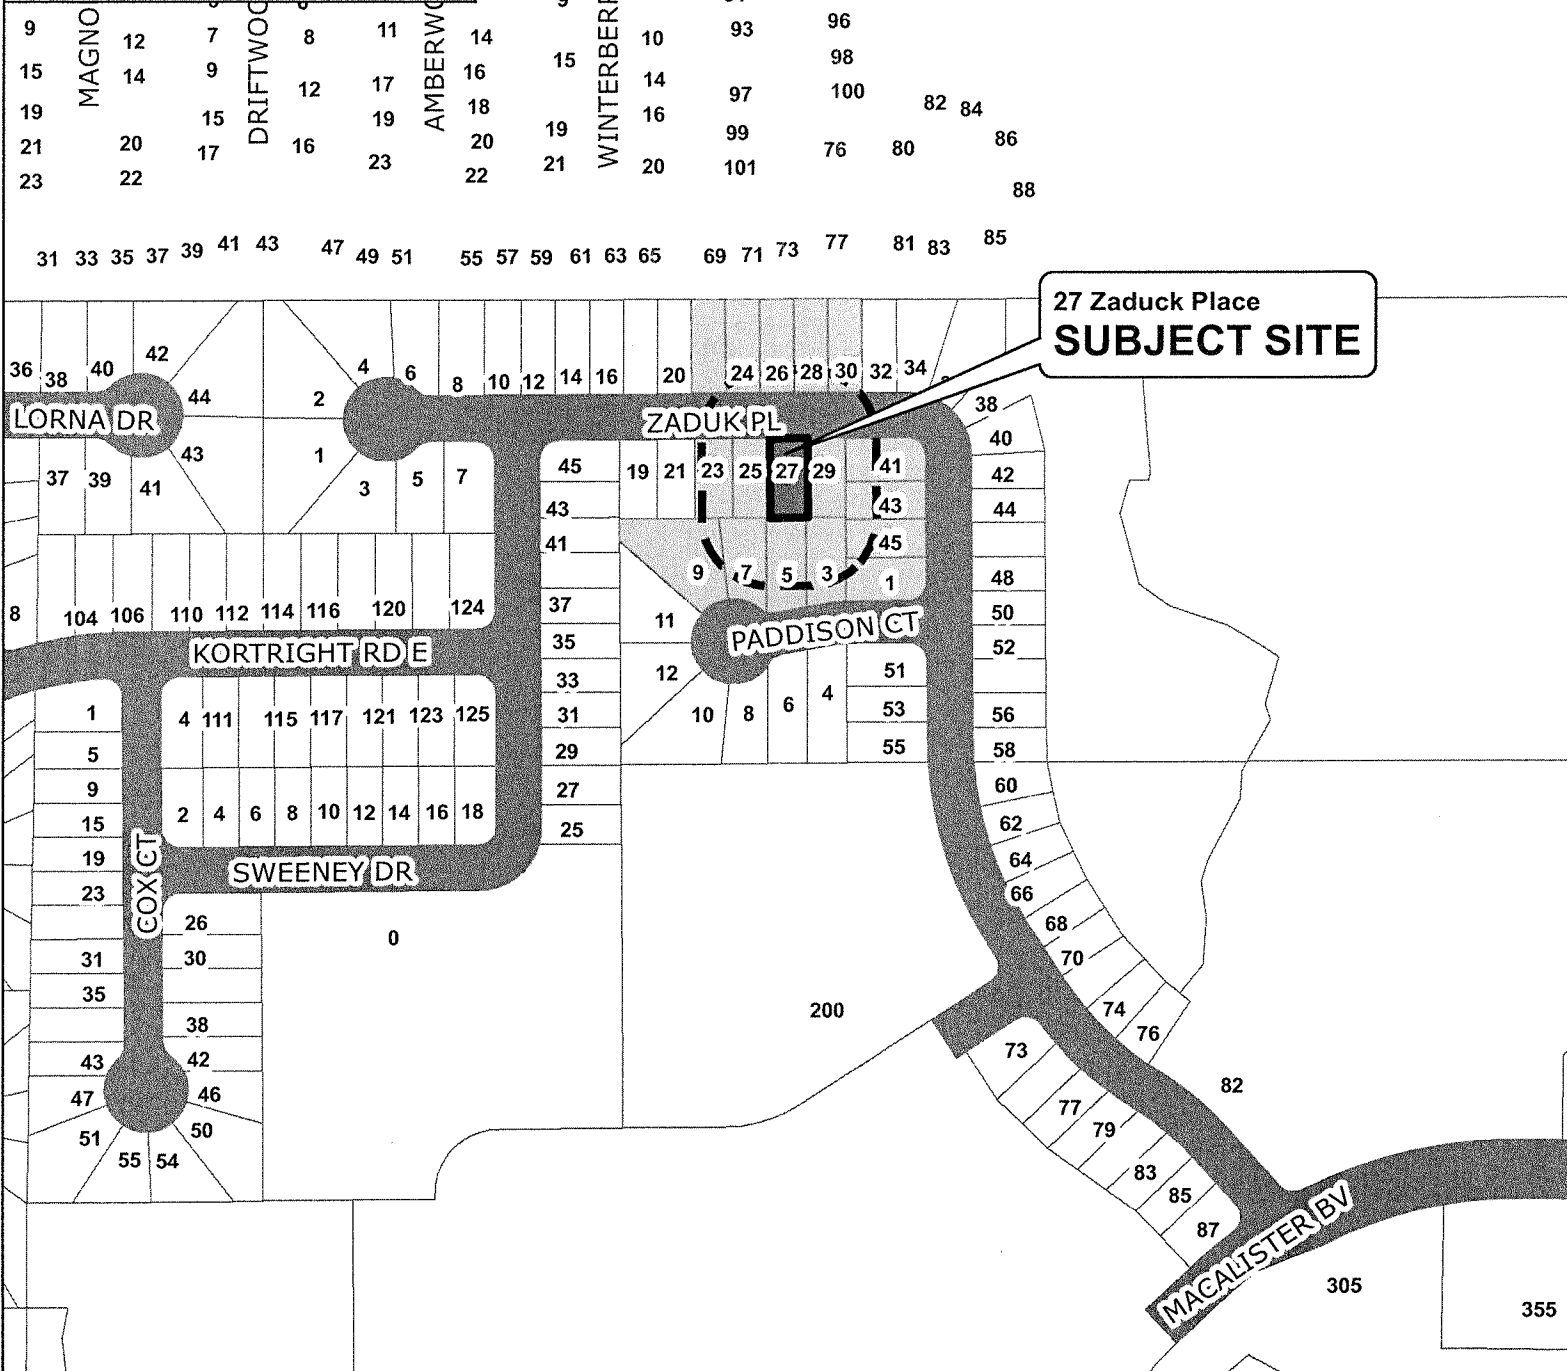 9 12 7 8 11 14 10 93 96
15 14 9 12 17 16 15 14 98
19 15 19 18 19 16 97 100 82 84
21 20 17 16 23 20 21 20 99 76 80 86
23 22 22 101 88
31 33 35 37 39 41 43 47 49 51 55 57 59 61 63 65 69 71 73 77 81 83 85
27 Zaduck Place
SUBJECT SITE
36 38 40 42 44
4 6 8 10 12 14 16 20 24 26 28 30 32 34
2
38
LORNA DR
ZADUK PL
37 39 41 43
1 3 5 7
45 19 21 23 25 27 29 41 40
43 43 42
41 45 44
9 7 5 3 1 48
8 104 106 110 112 114 116 120 124 37 11 50
KORTRIGHT RD E
PADDISON CT
35 52
12 51
33
1 4 111 115 117 121 123 125 31 10 8 6 4 53 56
5 29 55 58
9 27 60
15 2 4 6 8 10 12 14 16 18 25 62
19 64
COX CT
SWEENEY DR
23 66
26 68
0
31 30 70
35 200 74
38 76
43 42 73
47 46 82
77
51 50 79
55 54 83
85
87
MACALISTER BV
305
355